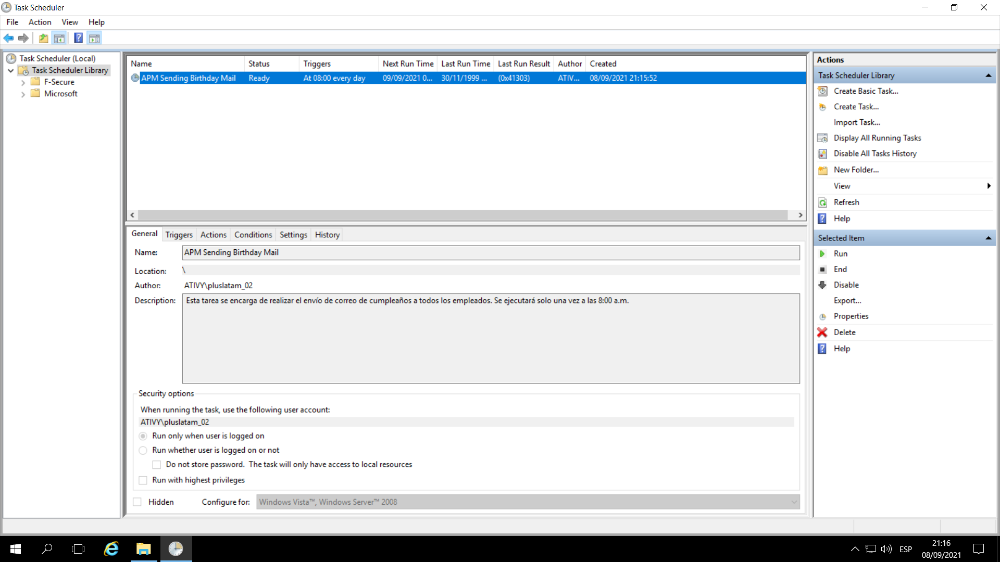 Task Scheduler
File Action View Help
Task Scheduler (Local)
Task Scheduler Library
F-Secure
Microsoft
Name Status Triggers Next Run Time Last Run Time Last Run Result Author Created
APM Sending Birthday Mail Ready At 08:00 every day 09/09/2021 0... 30/11/1999 ... (0x41303) ATIV... 08/09/2021 21:15:52
General Triggers Actions Conditions Settings History
Name: APM Sending Birthday Mail
Location: \
Author: ATIVY\pluslatam_02
Description: Esta tarea se encarga de realizar el envío de correo de cumpleaños a todos los empleados. Se ejecutará solo una vez a las 8:00 a.m.
Security options
When running the task, use the following user account:
ATIVY\pluslatam_02
Run only when user is logged on
Run whether user is logged on or not
Do not store password. The task will only have access to local resources
Run with highest privileges
Hidden Configure for: Windows Vista™, Windows Server™ 2008
Actions
Task Scheduler Library
Create Basic Task...
Create Task...
Import Task...
Display All Running Tasks
Disable All Tasks History
New Folder...
View
Refresh
Help
Selected Item
Run
End
Disable
Export...
Properties
Delete
Help
ESP
21:16
08/09/2021